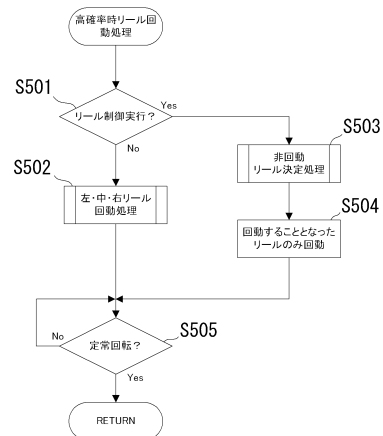 高確率時リール回
動処理
S501
リール制御実行?
Yes
No
S503
非回動
リール決定処理
S502
左・中・右リール
回動処理
S504
回動することとなった
リールのみ回動
S505
No
定常回転?
Yes
RETURN